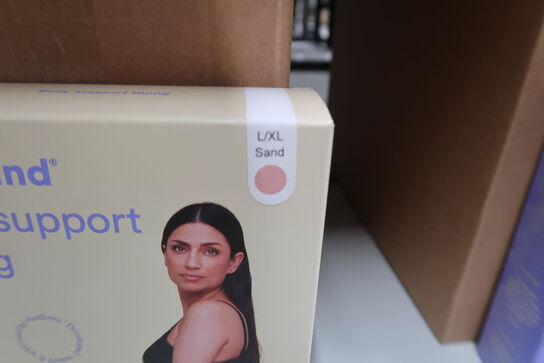 Body support thong
L/XL
Sand
nd®
support
g